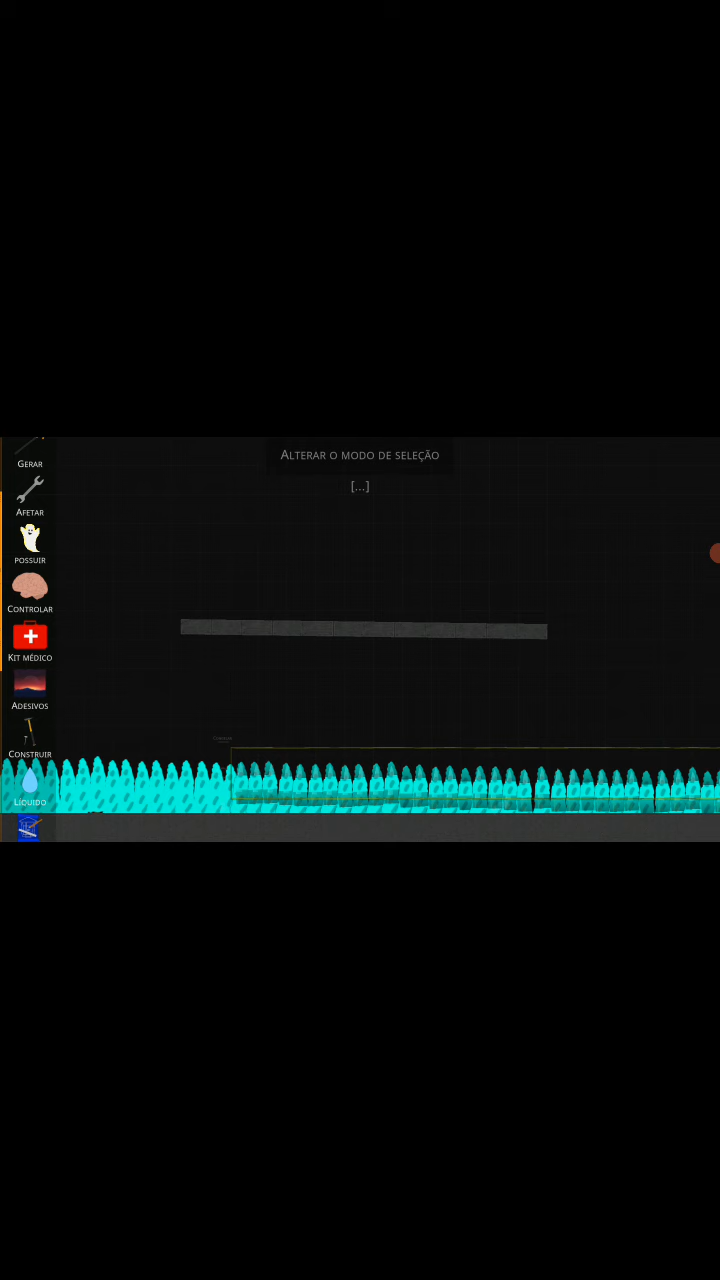 Alterar o modo de seleção
[...]
Gerar
Afetar
possuir
Controlar
Kit médico
Adesivos
Construir
Líquido